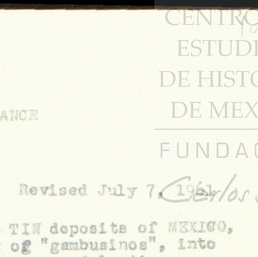 CENTRO
ESTUDI
DE HISTO
DE MEX
FUNDAC
ANCE
Revised July 7, 1961
Carlos
TIN deposits of MEXICO,
of "gambusinos", into